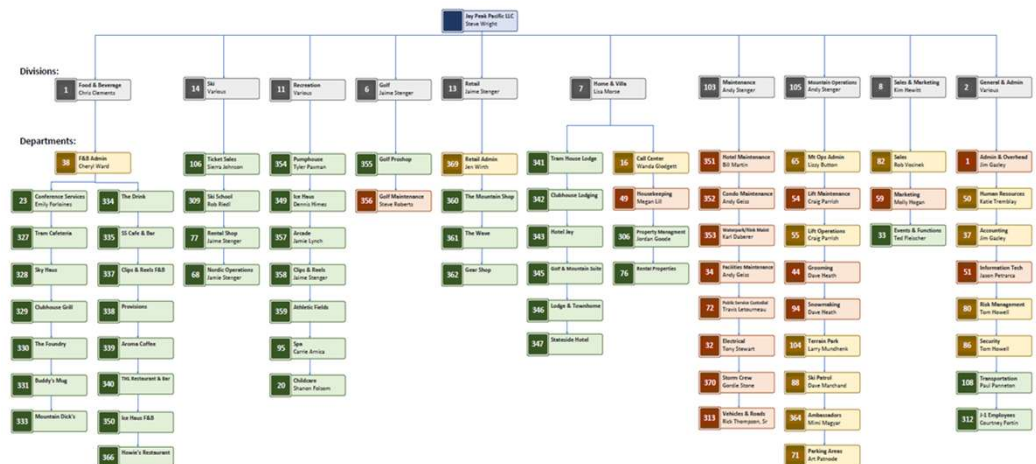 Jay Peak Pacific LLC
Steve Wright
Divisions:
1 Food & Beverage
Chris Clements
14 Ski
Various
11 Recreation
Various
6 Golf
Jaime Stenger
13 Retail
Jaime Stenger
7 Home & Villa
Lisa Morse
103 Maintenance
Andy Stenger
105 Mountain Operations
Andy Stenger
8 Sales & Marketing
Kim Hewitt
2 General & Admin
Various
Departments:
38 F&B Admin
Cheryl Ward
23 Conference Services
Emily Forlaines
327 Tram Cafeteria
328 Sky Haus
329 Clubhouse Grill
330 The Foundry
331 Buddy's Mug
333 Mountain Dick's
334 The Drink
335 SS Cafe & Bar
337 Clips & Reels F&B
338 Provisions
339 Aroma Coffee
340 THL Restaurant & Bar
350 Ice Haus F&B
366 Howie's Restaurant
106 Ticket Sales
Sierra Johnson
309 Ski School
Rob Riedl
77 Rental Shop
Jaime Stenger
68 Nordic Operations
Jamie Stenger
354 Pumphouse
Tyler Paxman
349 Ice Haus
Dennis Himes
357 Arcade
Jamie Lynch
358 Clips & Reels
Jaime Stenger
359 Athletic Fields
95 Spa
Carrie Arnica
20 Childcare
Shanan Folsom
355 Golf Proshop
356 Golf Maintenance
Steve Roberts
369 Retail Admin
Jen Wirth
360 The Mountain Shop
361 The Wave
362 Gear Shop
341 Tram House Lodge
342 Clubhouse Lodging
343 Hotel Jay
345 Golf & Mountain Suite
346 Lodge & Townhome
347 Stateside Hotel
16 Call Center
Wanda Gledgett
49 Housekeeping
Megan Lill
306 Property Managment
Jordan Goode
76 Rental Properties
351 Hotel Maintenance
Bill Martin
352 Condo Maintenance
Andy Geiss
353 Waterpark/Rink Maint
Karl Duberer
34 Facilities Maintenance
Andy Geiss
72 Public Service Custodial
Travis Letourneau
32 Electrical
Tony Stewart
370 Storm Crew
Gentle Stone
313 Vehicles & Roads
Rick Thompson, Sr
65 Mt Ops Admin
Lizzy Button
54 Lift Maintenance
Craig Parrish
55 Lift Operations
Craig Parrish
44 Grooming
Dave Heath
94 Snowmaking
Dave Heath
104 Terrain Park
Larry Mundhenk
88 Ski Patrol
Dave Marchand
364 Ambassadors
Mimi Magyar
71 Parking Areas
Art Patnode
82 Sales
Rob Vozinek
59 Marketing
Molly Hogan
33 Events & Functions
Ted Fleischer
1 Admin & Overhead
Jim Gazley
50 Human Resources
Katie Tremblay
37 Accounting
Jim Gazley
51 Information Tech
Jason Petrarca
80 Risk Management
Tom Howell
86 Security
Tom Howell
108 Transportation
Paul Panneton
312 J-1 Employees
Courtney Fortin